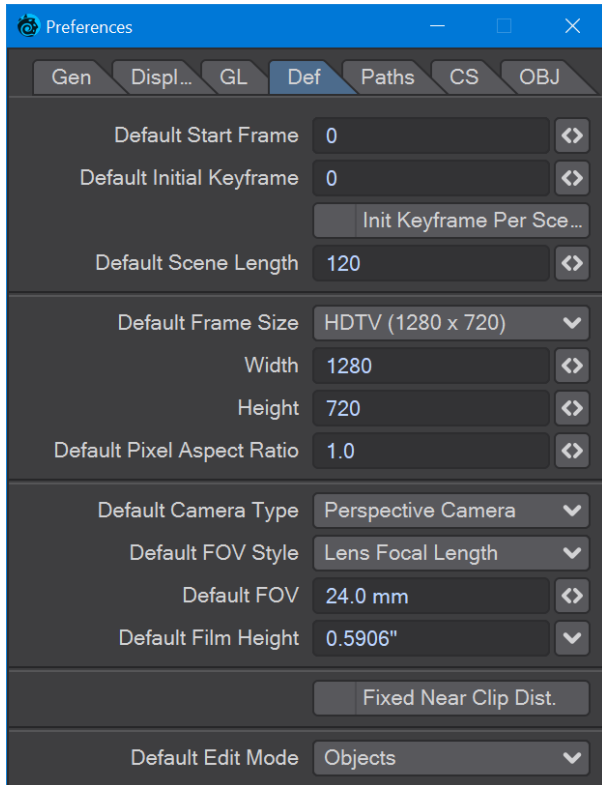 Preferences
Gen Displ... GL Def Paths CS OBJ
Default Start Frame 0
Default Initial Keyframe 0
Init Keyframe Per Sce...
Default Scene Length 120
Default Frame Size HDTV (1280 x 720)
Width 1280
Height 720
Default Pixel Aspect Ratio 1.0
Default Camera Type Perspective Camera
Default FOV Style Lens Focal Length
Default FOV 24.0 mm
Default Film Height 0.5906"
Fixed Near Clip Dist.
Default Edit Mode Objects